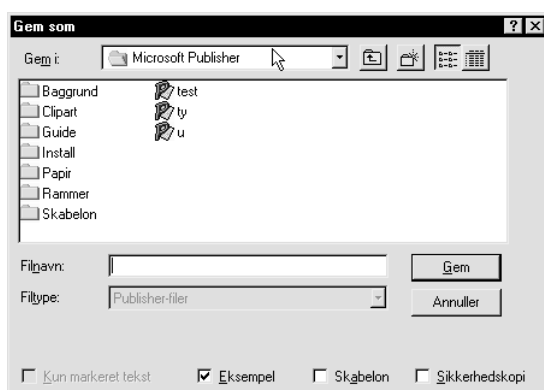 Gem som
Gem i: Microsoft Publisher
Baggrund test
Clipart ty
Guide u
Install
Papir
Rammer
Skabelon
Filnavn: Gem
Filtype: Publisher-filer Annuller
Kun markeret tekst Eksempel Skabelon Sikkerhedskopi